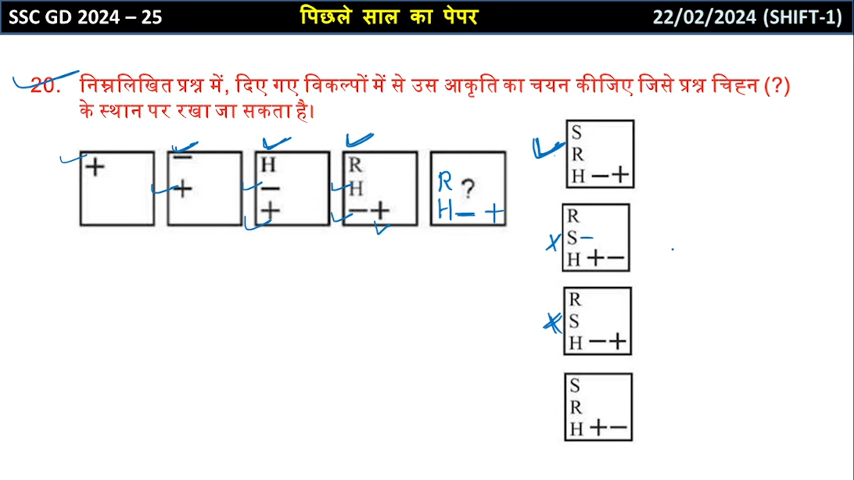 SSC GD 2024 – 25
पिछले साल का पेपर
22/02/2024 (SHIFT-1)
20. निम्नलिखित प्रश्न में, दिए गए विकल्पों में से उस आकृति का चयन कीजिए जिसे प्रश्न चिह्न (?)
के स्थान पर रखा जा सकता है।
+
−
+
H
−
+
R
H
− +
R ?
H − +
S
R
H − +
R
S −
H + −
R
S
H − +
S
R
H + −